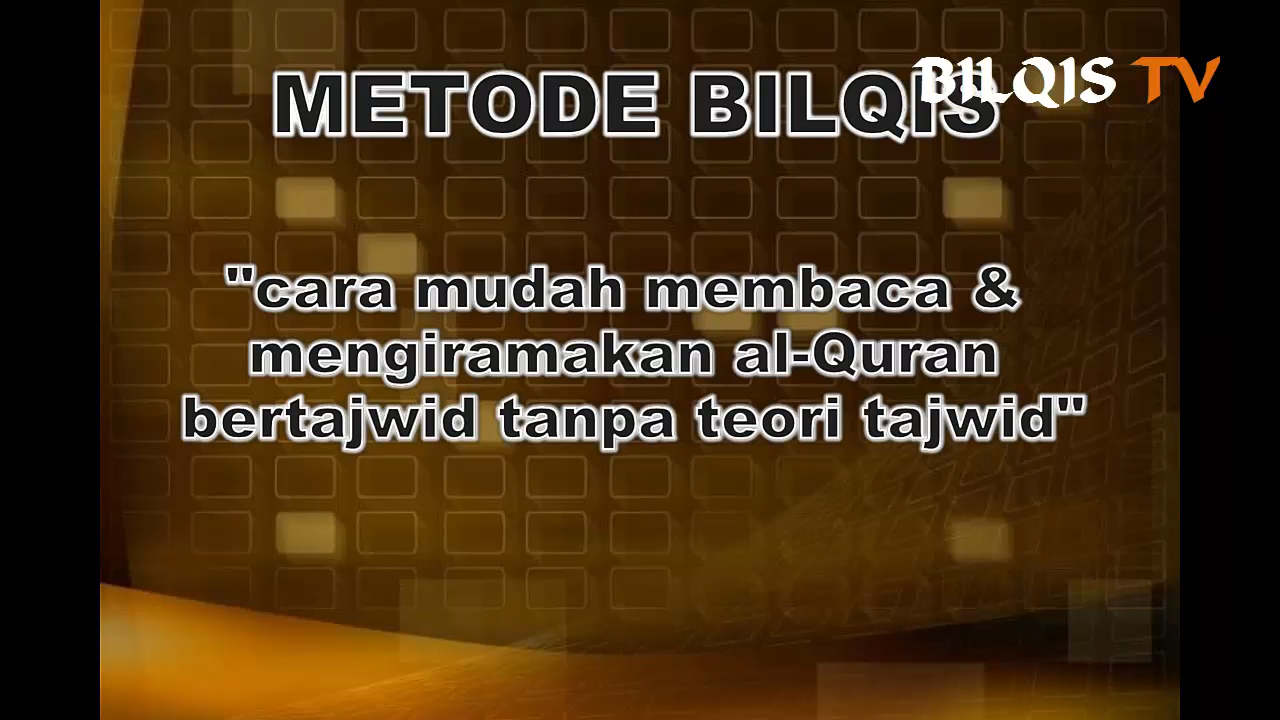 METODE BILQIS
BILQIS TV
"cara mudah membaca &
mengiramakan al-Quran
bertajwid tanpa teori tajwid"